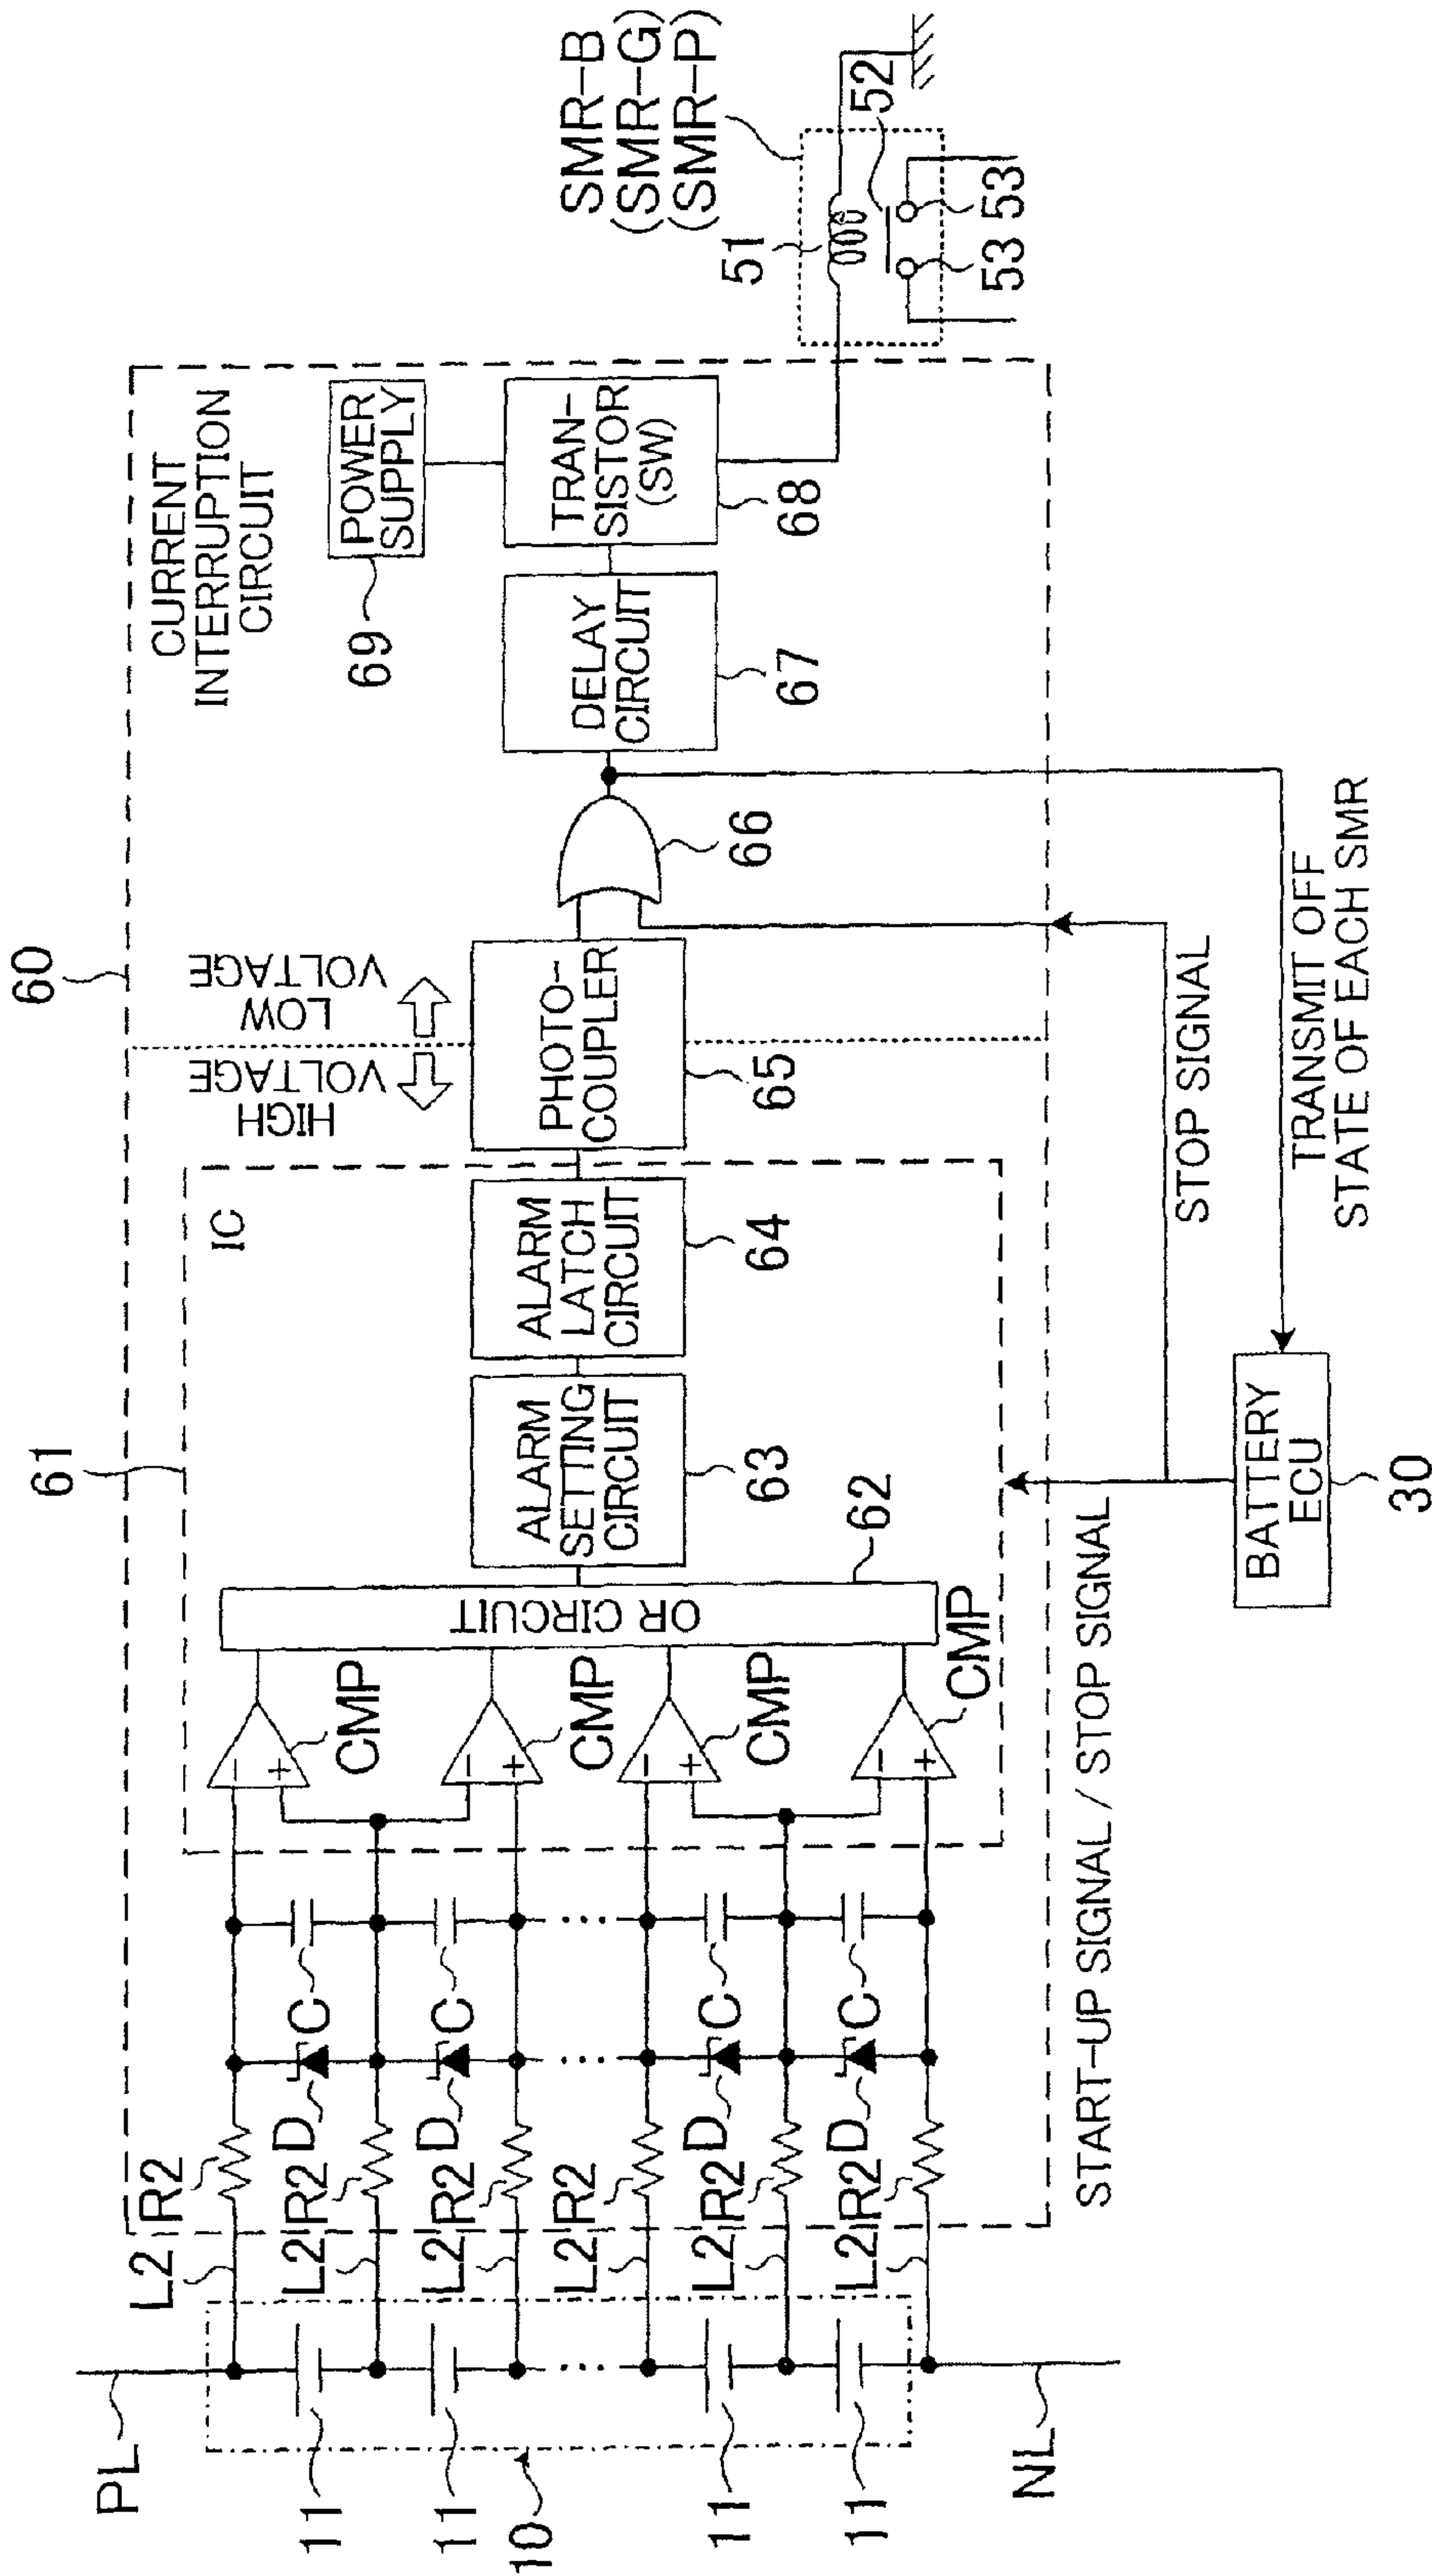 60
61
CURRENT
INTERRUPTION
CIRCUIT
IC
HIGH
VOLTAGE
LOW
VOLTAGE
POWER
SUPPLY
69
SMR-B
(SMR-G)
(SMR-P)
51
52
53
53
PL
L2
R2
D
C
CMP
11
L2
R2
D
C
CMP
11
L2
R2
...
...
...
10
L2
R2
D
C
CMP
11
L2
R2
D
C
CMP
11
L2
R2
NL
OR CIRCUIT
62
ALARM
SETTING
CIRCUIT
63
ALARM
LATCH
CIRCUIT
64
PHOTO-
COUPLER
65
66
DELAY
CIRCUIT
67
TRAN-
SISTOR
(SW)
68
START-UP SIGNAL / STOP SIGNAL
STOP SIGNAL
TRANSMIT OFF
STATE OF EACH SMR
BATTERY
ECU
30